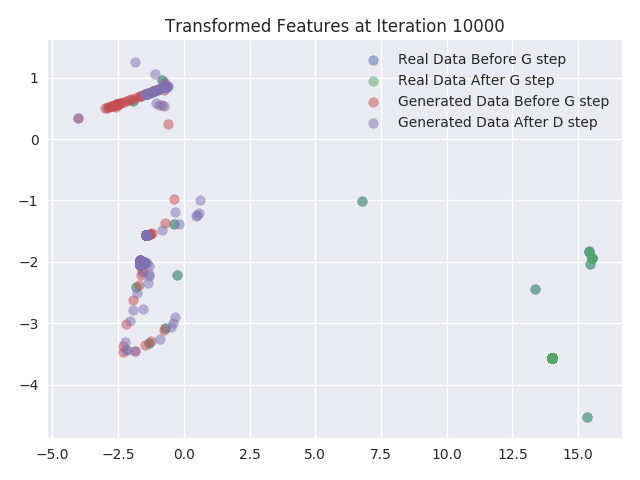 Transformed Features at Iteration 10000
Real Data Before G step
Real Data After G step
Generated Data Before G step
Generated Data After D step
1
0
−1
−2
−3
−4
−5.0 −2.5 0.0 2.5 5.0 7.5 10.0 12.5 15.0